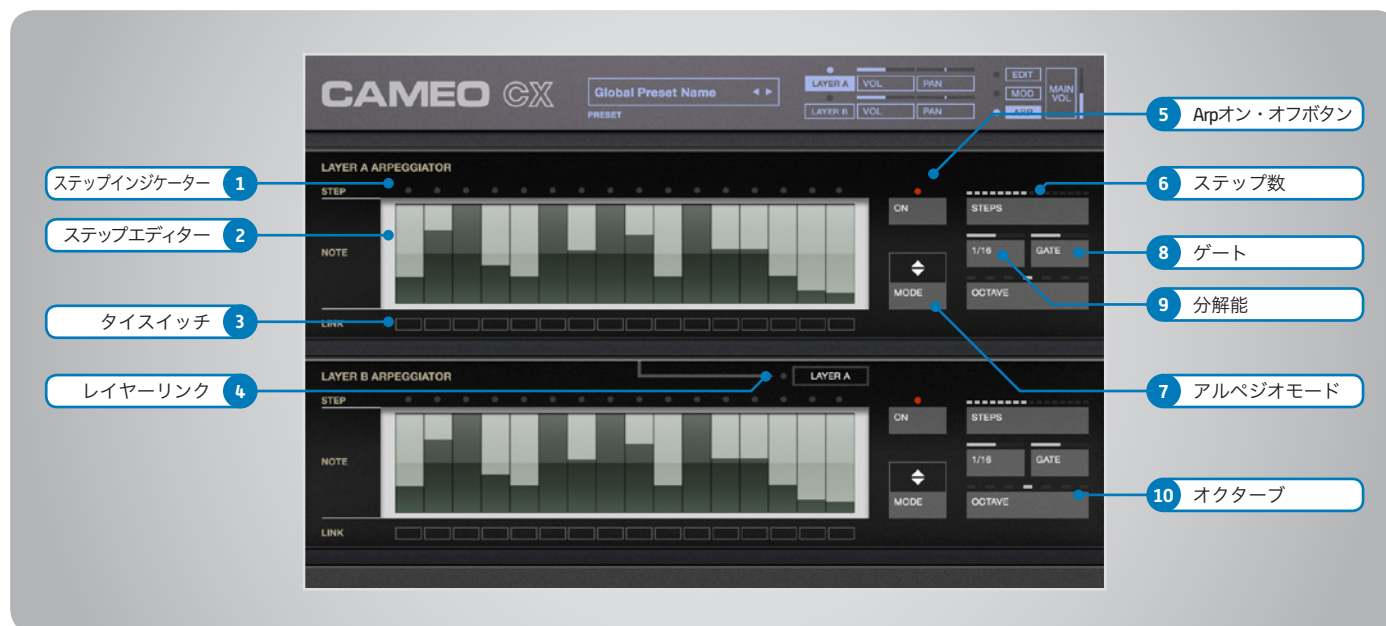 CAMEO CX
Global Preset Name
PRESET
LAYER A VOL PAN
LAYER B VOL PAN
EDIT
MOD
ARP
MAIN VOL
LAYER A ARPEGGIATOR
STEP
NOTE
LINK
ON
MODE
STEPS
1/16 GATE
OCTAVE
LAYER B ARPEGGIATOR
LAYER A
STEP
NOTE
LINK
ON
MODE
STEPS
1/16 GATE
OCTAVE
ステップインジケーター 1
ステップエディター 2
タイスイッチ 3
レイヤーリンク 4
5 Arpオン・オフボタン
6 ステップ数
8 ゲート
9 分解能
7 アルペジオモード
10 オクターブ